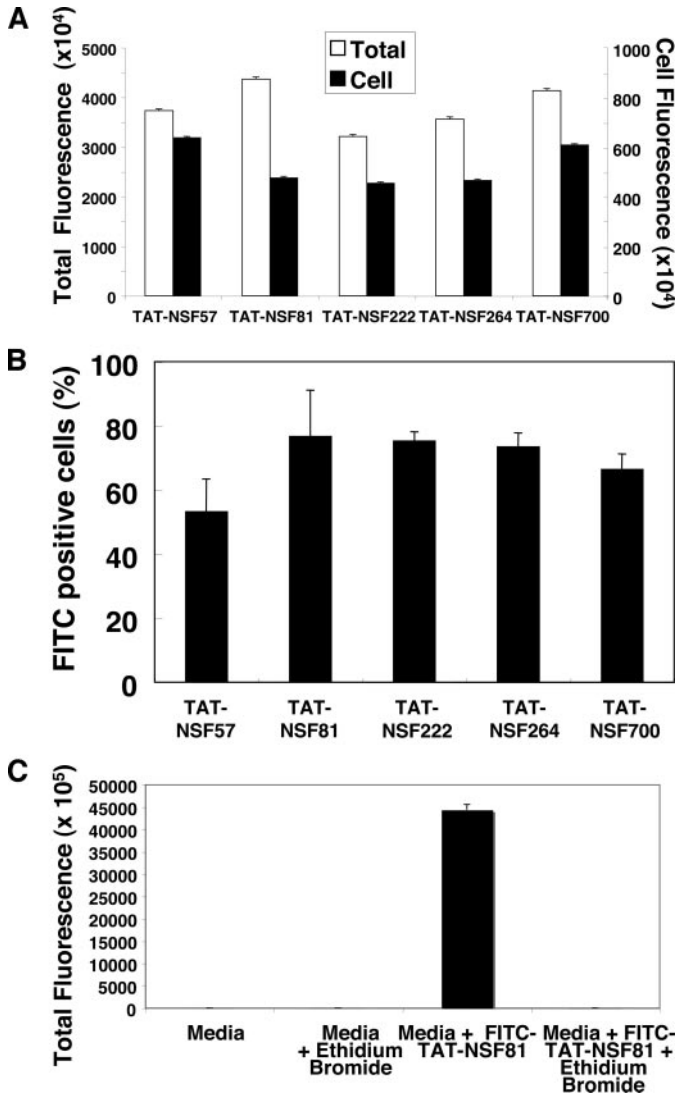 A
Total Fluorescence (x10⁴)
5000
4000
3000
2000
1000
0
Total
Cell
1000
800
600
400
200
0
Cell Fluorescence (x10⁴)
TAT-NSF57 TAT-NSF81 TAT-NSF222 TAT-NSF264 TAT-NSF700
B
FITC positive cells (%)
100
80
60
40
20
0
TAT- TAT- TAT- TAT- TAT-
NSF57 NSF81 NSF222 NSF264 NSF700
C
Total Fluorescence (x 10⁵)
50000
45000
40000
35000
30000
25000
20000
15000
10000
5000
0
Media
Media
+ Ethidium
Bromide
Media + FITC-
TAT-NSF81
Media + FITC-
TAT-NSF81 +
Ethidium
Bromide